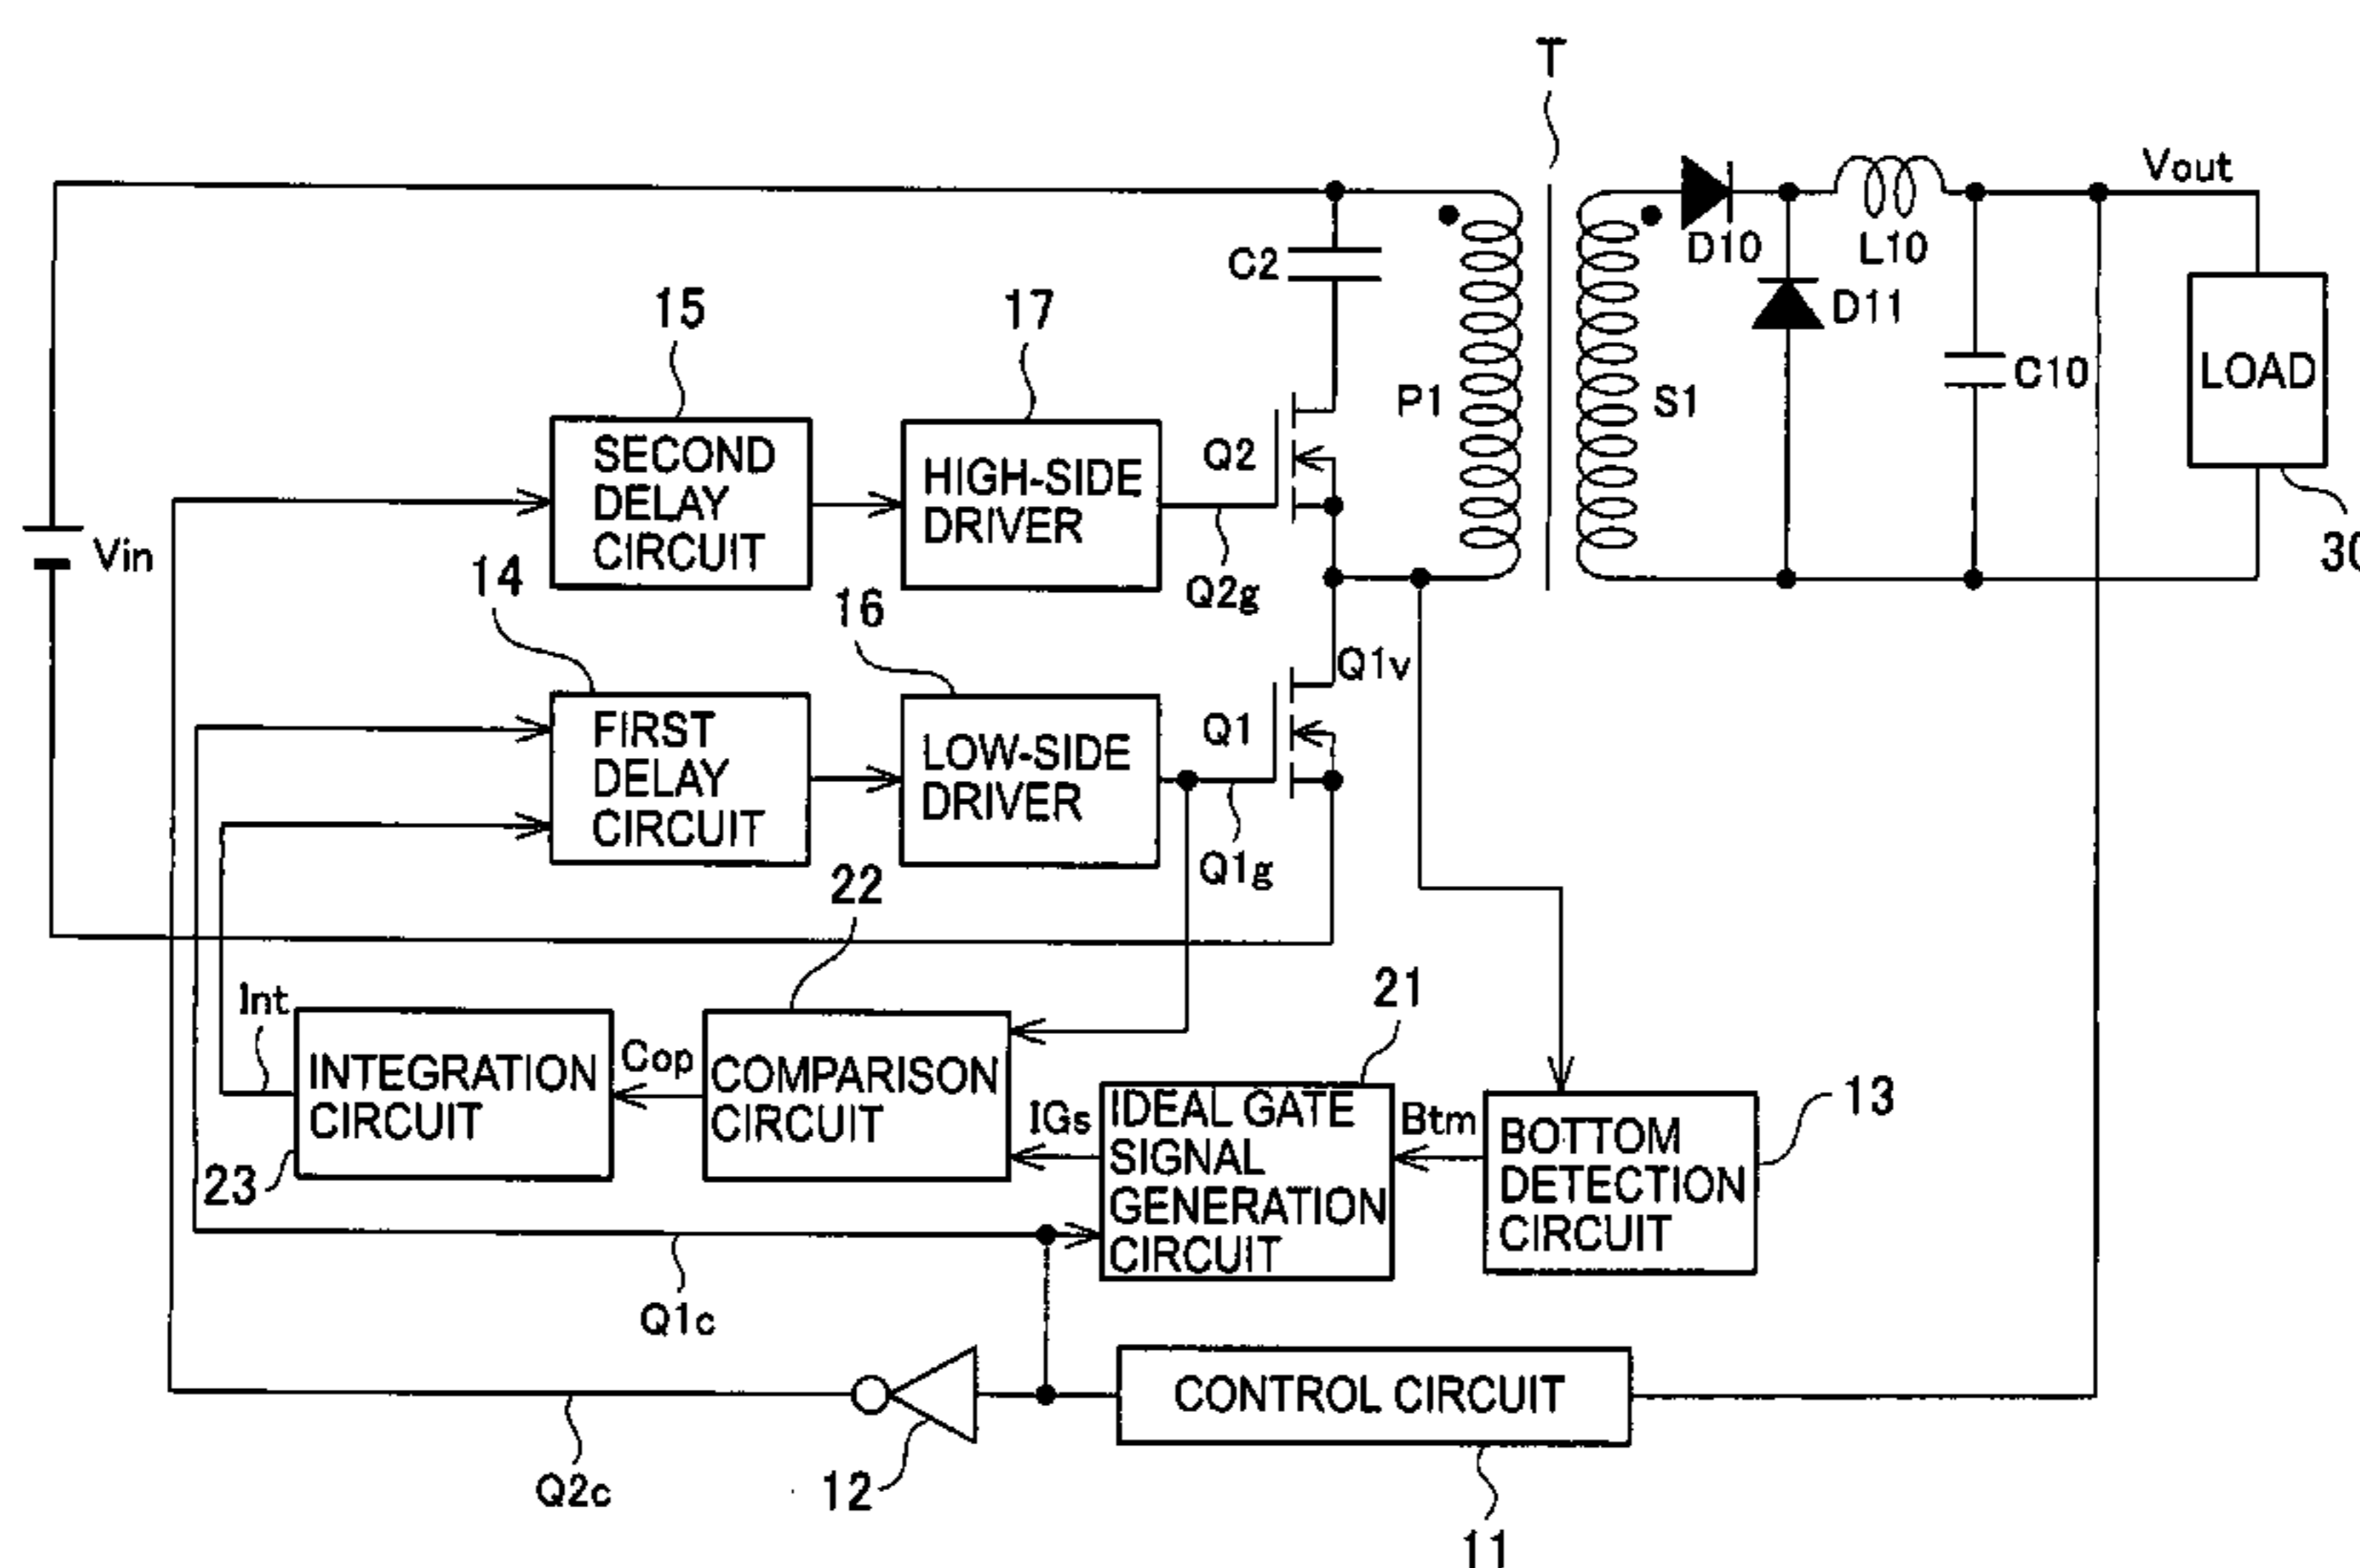 T
Vout
D10
L10
C2
D11
15
17
P1
S1
C10
LOAD
SECOND
DELAY
CIRCUIT
HIGH-SIDE
DRIVER
Q2
Vin
14
Q2g
30
16
Q1v
FIRST
DELAY
CIRCUIT
LOW-SIDE
DRIVER
Q1
Q1g
22
21
Int
INTEGRATION
CIRCUIT
Cop
COMPARISON
CIRCUIT
IGs
IDEAL GATE
SIGNAL
GENERATION
CIRCUIT
Btm
BOTTOM
DETECTION
CIRCUIT
13
23
Q1c
CONTROL CIRCUIT
Q2c
12
11